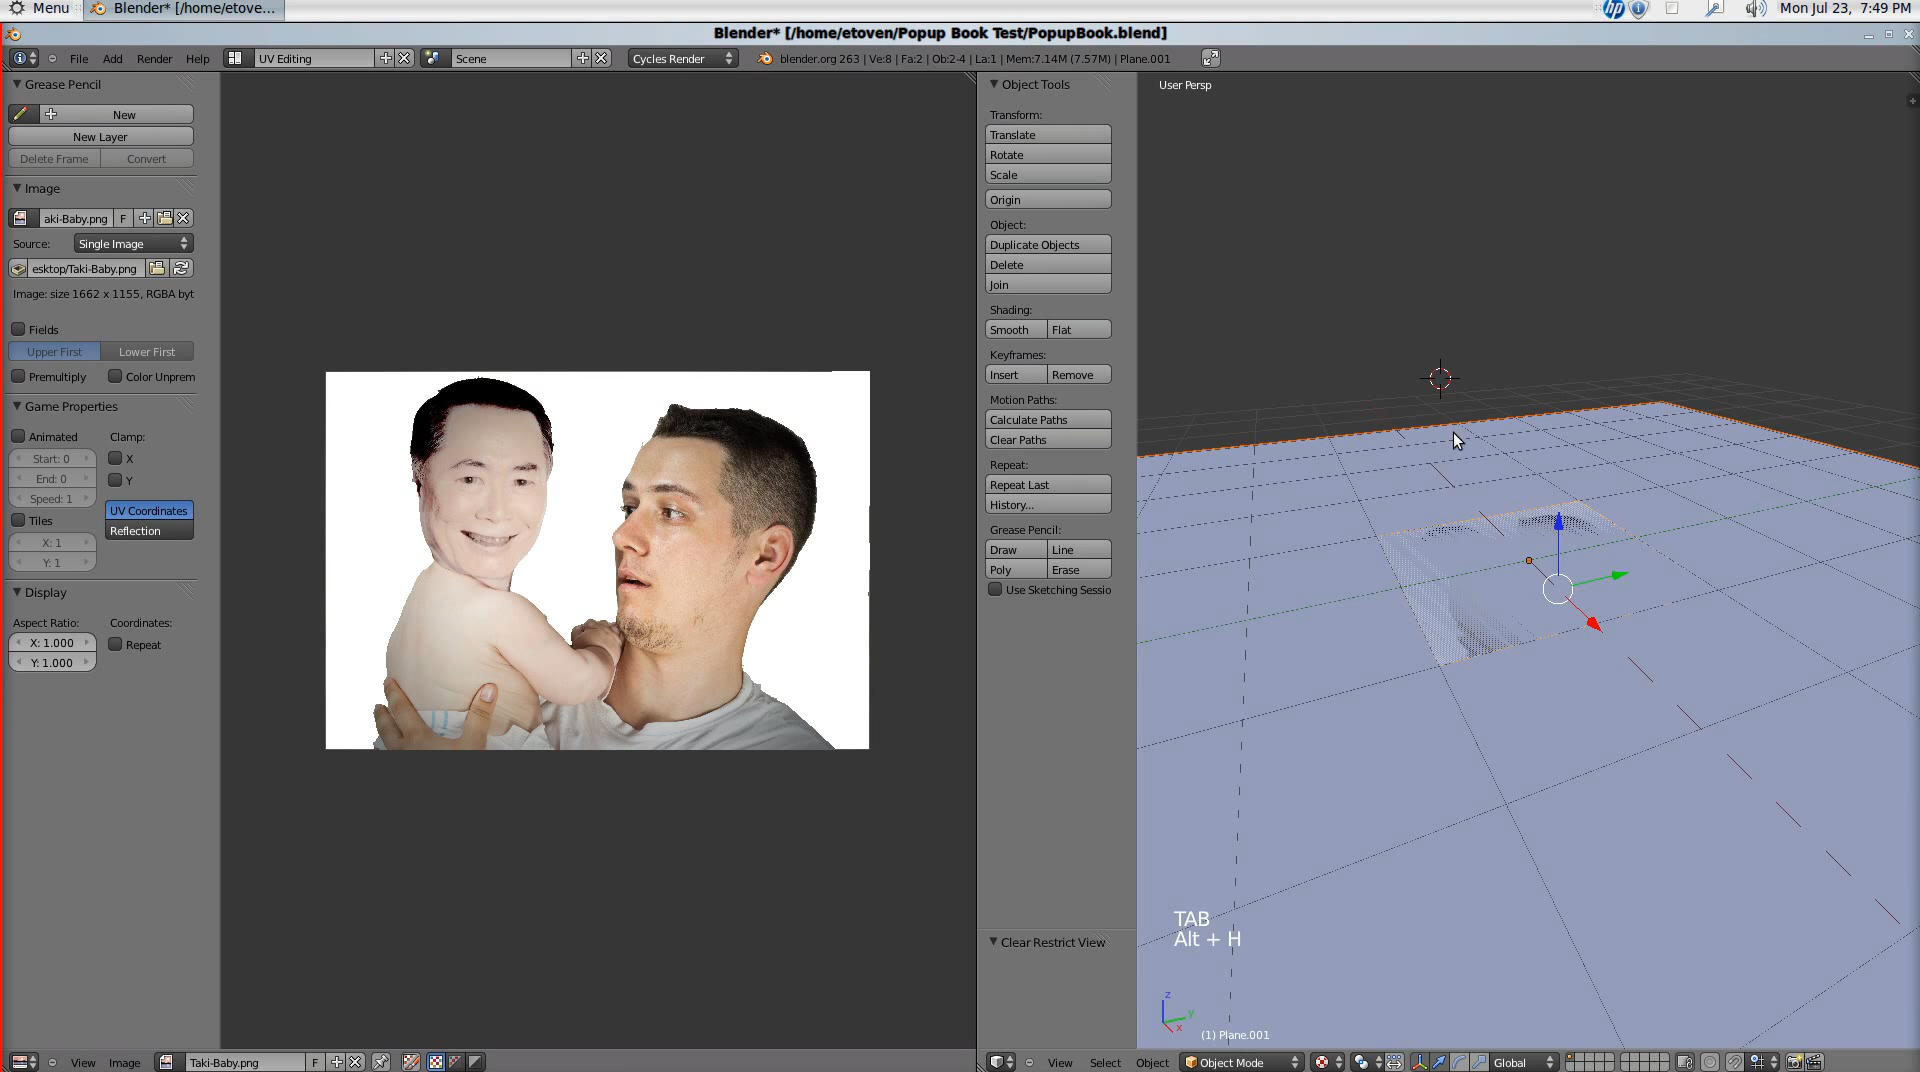 Menu
Blender* [/home/etove...
Mon Jul 23, 7:49 PM
Blender* [/home/etoven/Popup Book Test/PopupBook.blend]
File Add Render Help
UV Editing
Scene
Cycles Render
blender.org 263 | Ve:8 | Fa:2 | Ob:2-4 | La:1 | Mem:7.14M (7.57M) | Plane.001
Grease Pencil
New
New Layer
Delete Frame Convert
Image
aki-Baby.png F
Source: Single Image
esktop/Taki-Baby.png
Image: size 1662 x 1155, RGBA byt
Fields
Upper First Lower First
Premultiply Color Unprem
Game Properties
Animated Clamp:
Start: 0 X
End: 0 Y
Speed: 1
UV Coordinates
Tiles
Reflection
X: 1
Y: 1
Display
Aspect Ratio: Coordinates:
X: 1.000 Repeat
Y: 1.000
Object Tools
Transform:
Translate
Rotate
Scale
Origin
Object:
Duplicate Objects
Delete
Join
Shading:
Smooth Flat
Keyframes:
Insert Remove
Motion Paths:
Calculate Paths
Clear Paths
Repeat:
Repeat Last
History...
Grease Pencil:
Draw Line
Poly Erase
Use Sketching Sessio
Clear Restrict View
User Persp
TAB
Alt + H
z
y
x
(1) Plane.001
View Image
Taki-Baby.png F
View Select Object
Object Mode
Global
hp